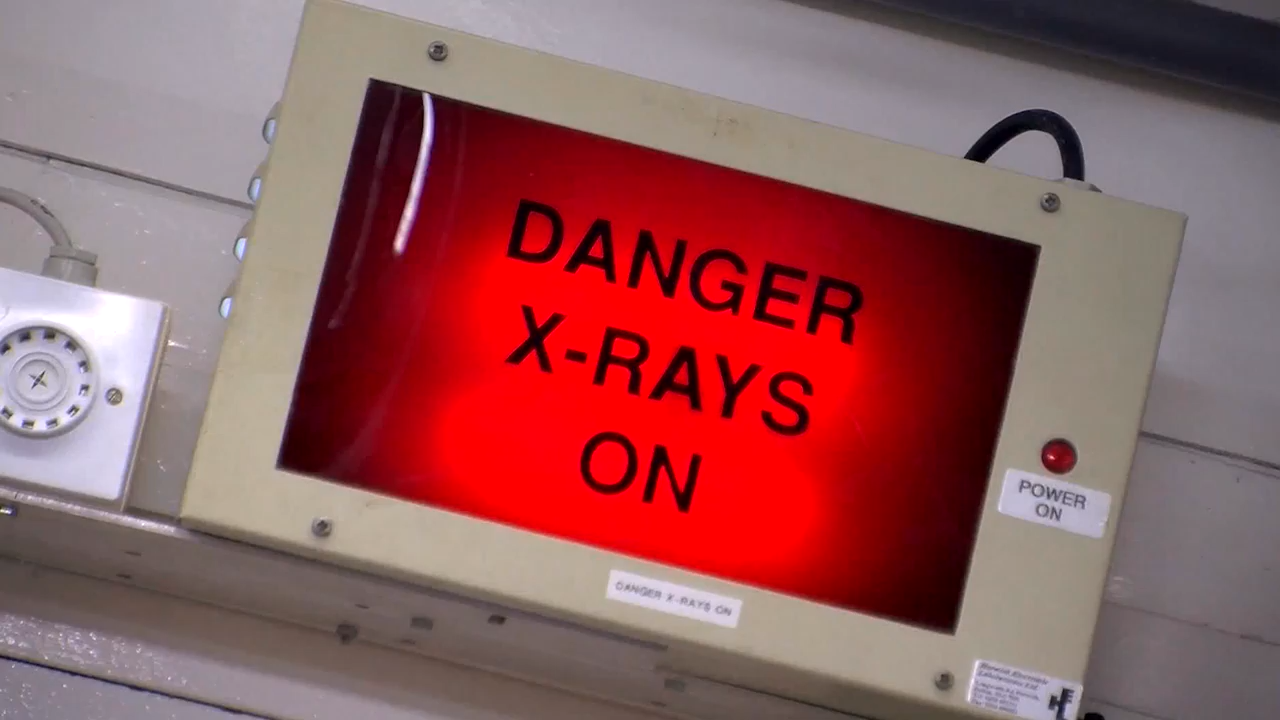 DANGER
X-RAYS
ON
POWER
ON
DANGER X-RAYS ON